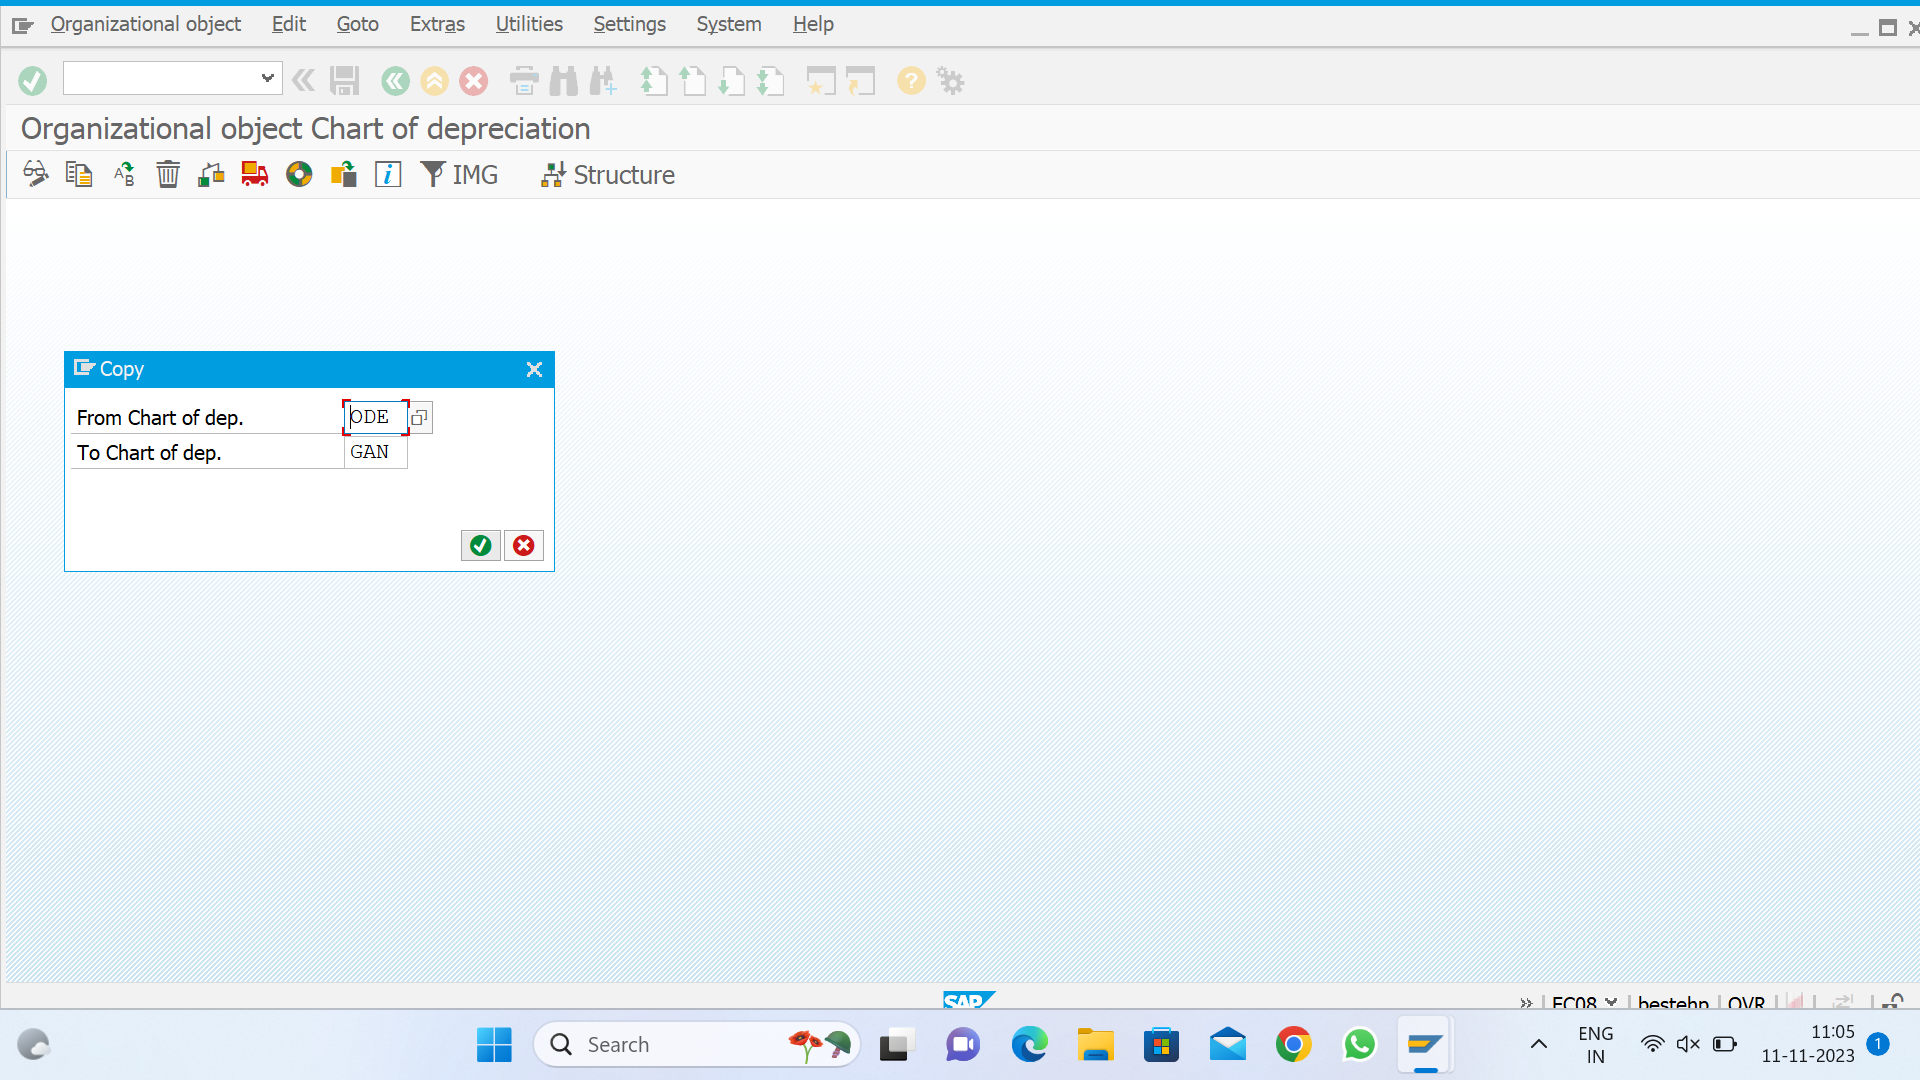 Organizational object Edit Goto Extras Utilities Settings System Help
Organizational object Chart of depreciation
IMG Structure
Copy
From Chart of dep. ODE
To Chart of dep. GAN
SAP EC08 bestehp OVR
Search ENG IN 11:05 11-11-2023 1